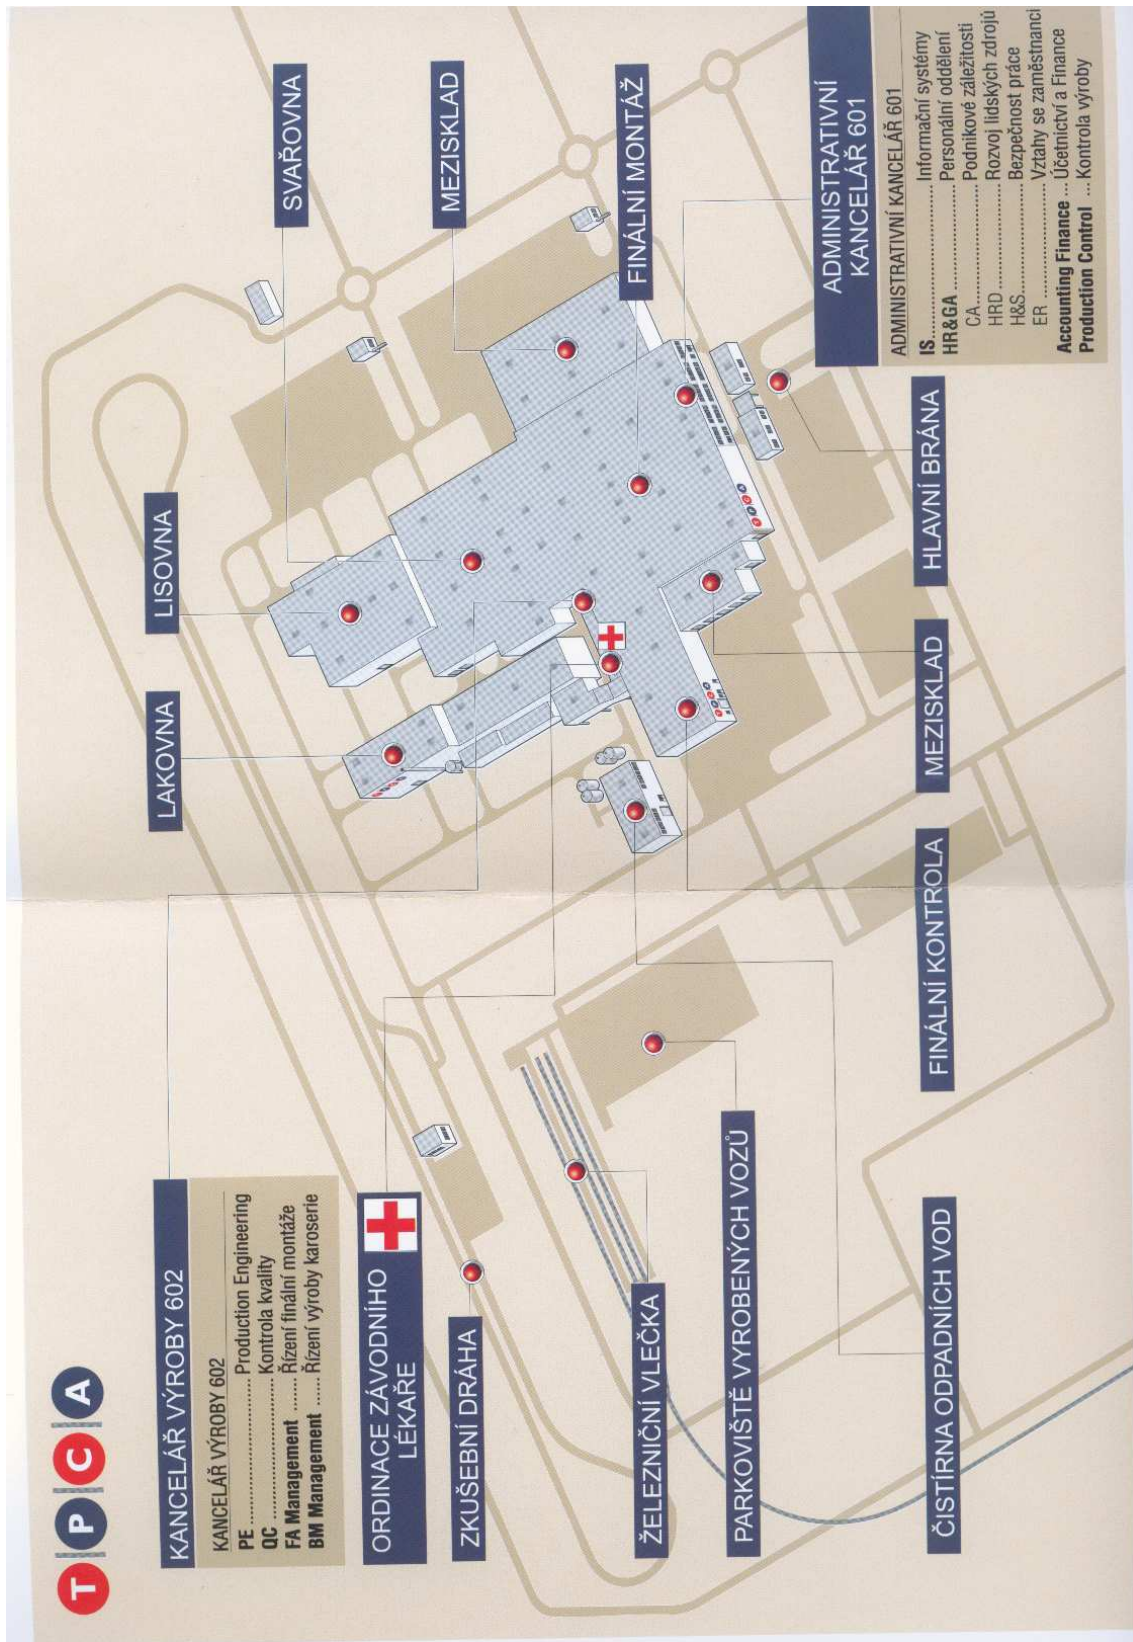 T P C A
KANCELÁŘ VÝROBY 602
KANCELÁŘ VÝROBY 602
PE .................... Production Engineering
QC .................... Kontrola kvality
FA Management ....... Řízení finální montáže
BM Management ..... Řízení výroby karoserie
ORDINACE ZÁVODNÍHO
LÉKAŘE
ZKUŠEBNÍ DRÁHA
ŽELEZNIČNÍ VLEČKA
PARKOVIŠTĚ VYROBENÝCH VOZŮ
ČISTÍRNA ODPADNÍCH VOD
LAKOVNA
LISOVNA
SVAŘOVNA
MEZISKLAD
FINÁLNÍ MONTÁŽ
FINÁLNÍ KONTROLA
MEZISKLAD
HLAVNÍ BRÁNA
ADMINISTRATIVNÍ
KANCELÁŘ 601
ADMINISTRATIVNÍ KANCELÁŘ 601
IS.................... Informační systémy
HR&GA .................... Personální oddělení
CA.................... Podnikové záležitosti
HRD .................... Rozvoj lidských zdrojů
H&S.................... Bezpečnost práce
ER .................... Vztahy se zaměstnanci
Accounting Finance ... Účetnictví a Finance
Production Control ... Kontrola výroby